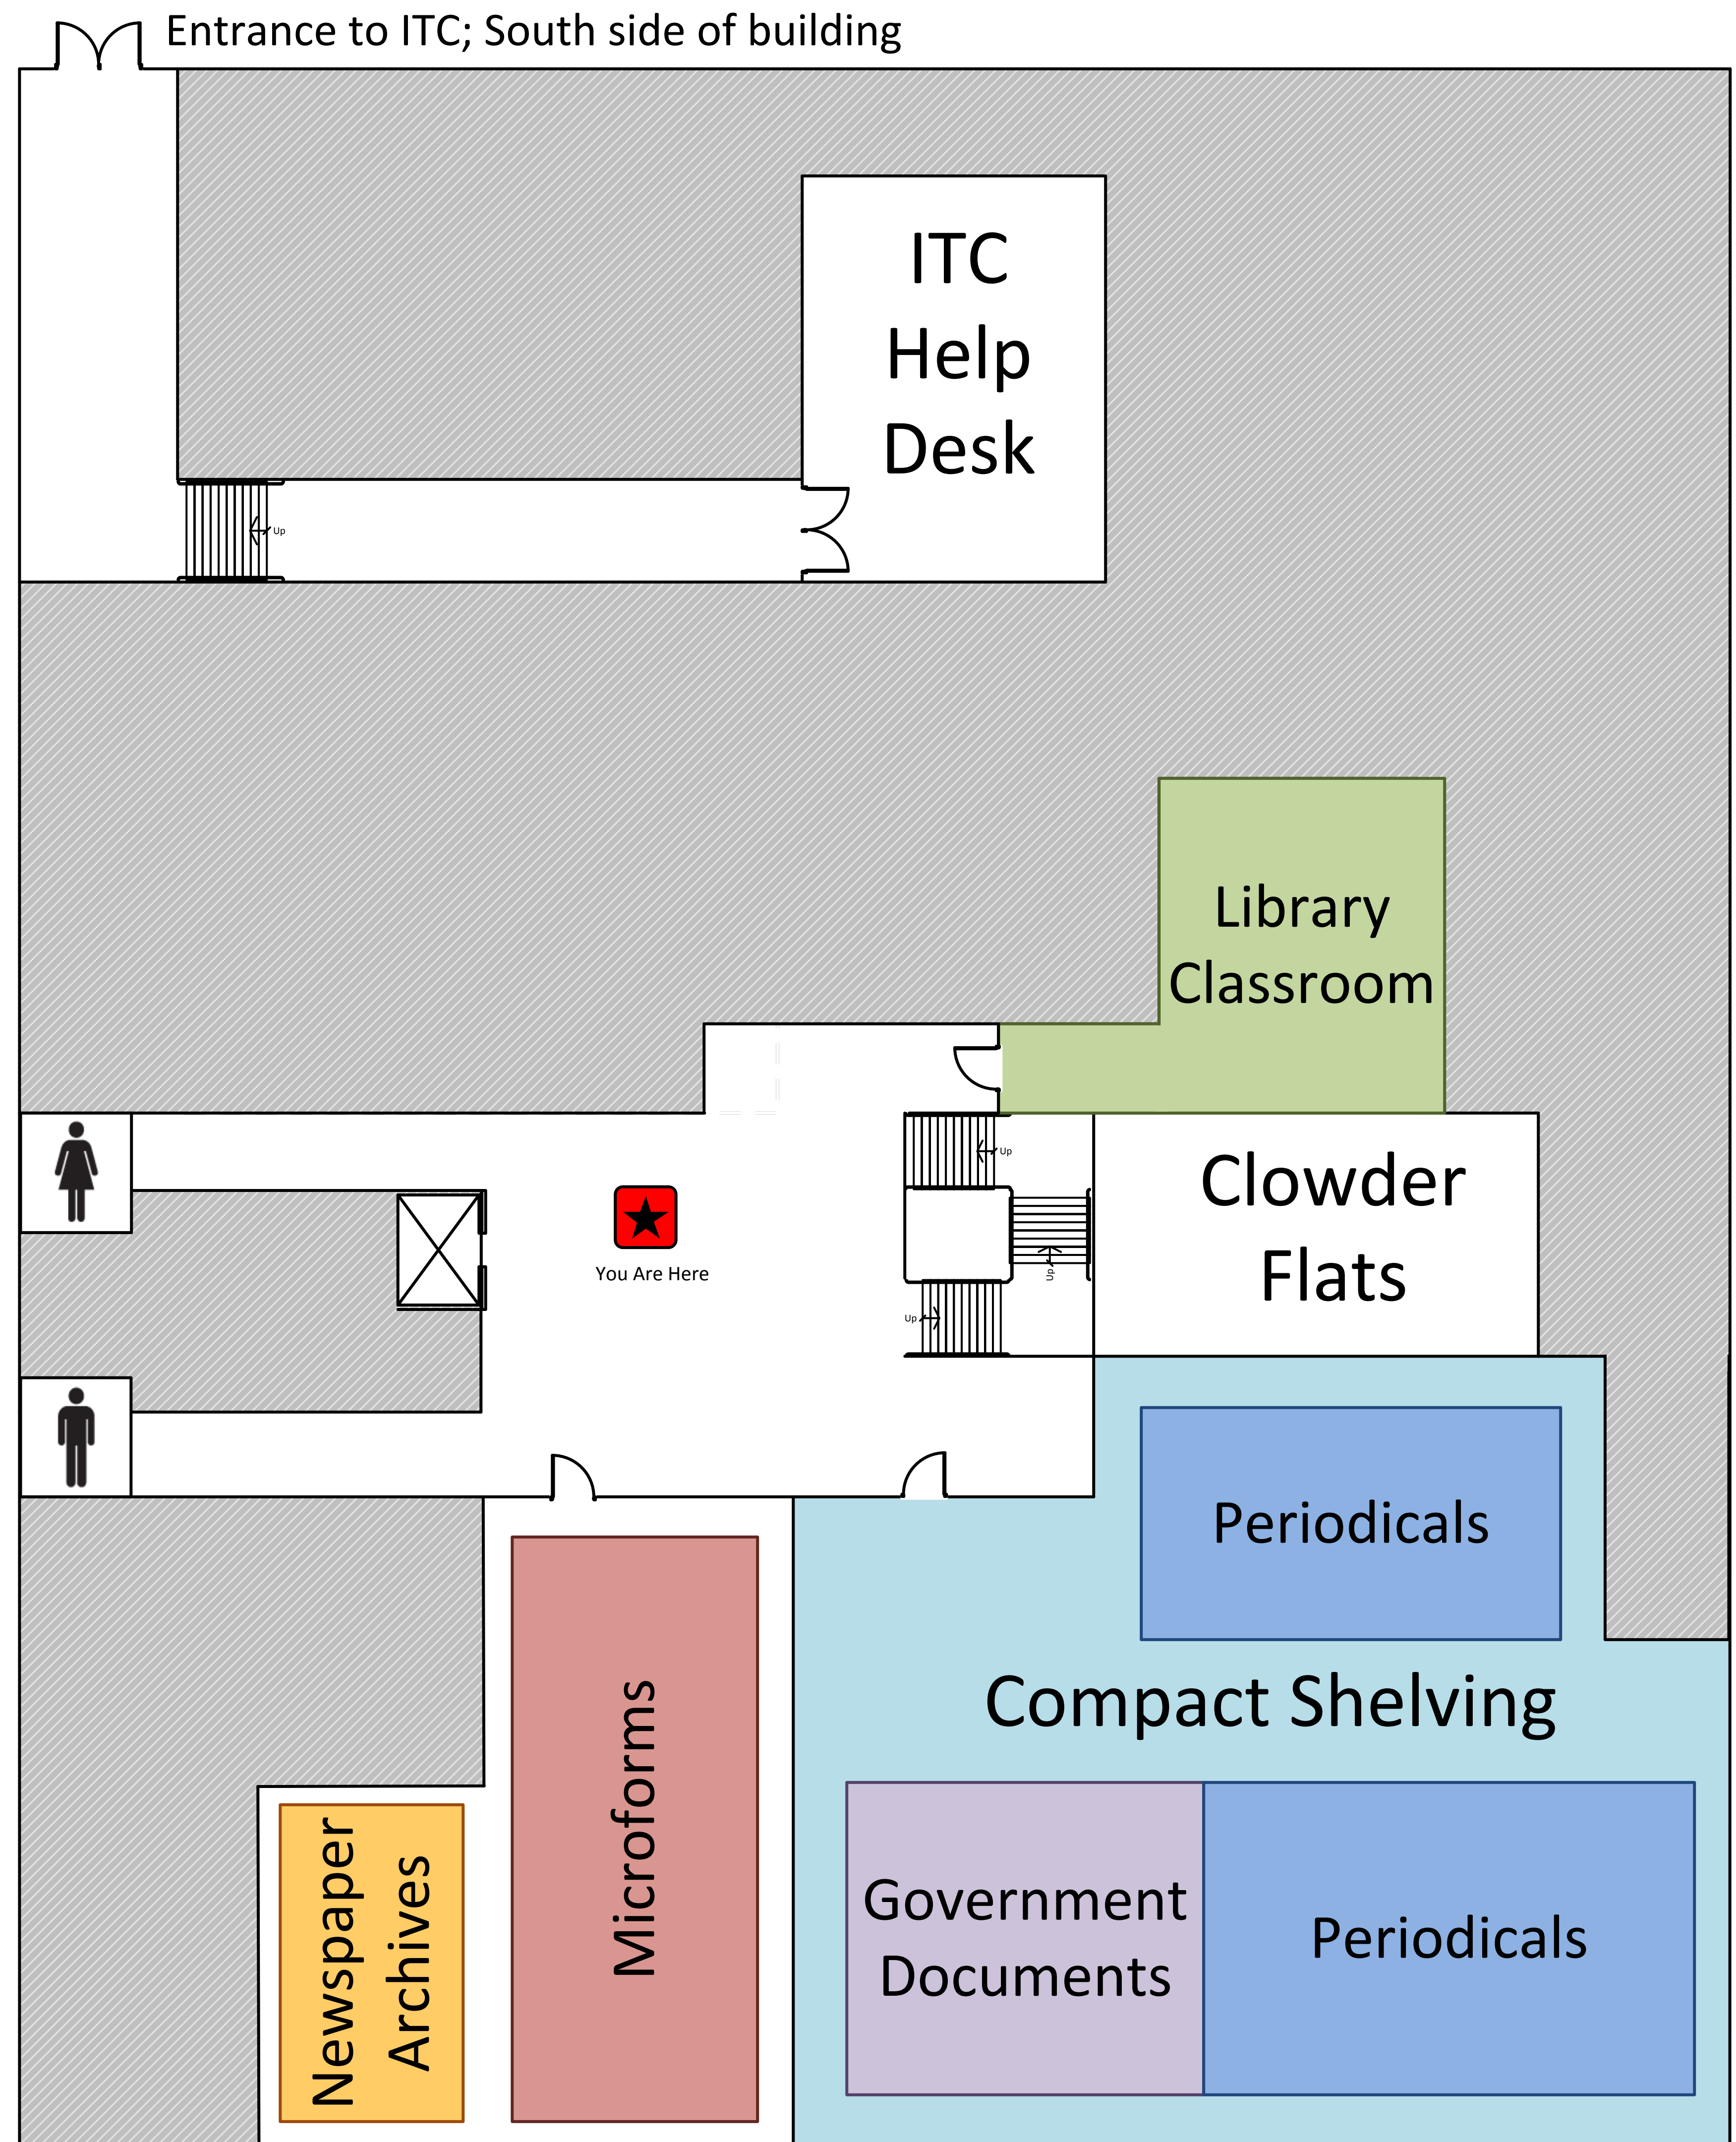 Entrance to ITC; South side of building
ITC
Help
Desk
Up
Library
Classroom
Up
Clowder
Flats
You Are Here
Up
Up
Periodicals
Compact Shelving
Microforms
Newspaper
Archives
Government
Documents
Periodicals